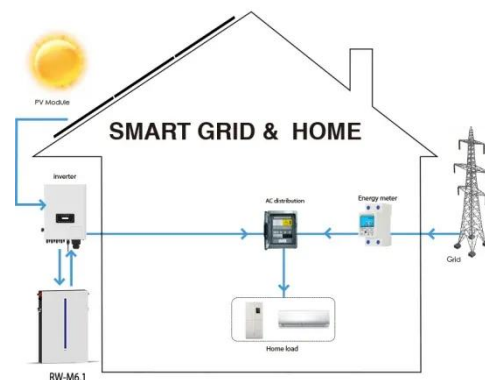 PV Module
SMART GRID & HOME
inverter
AC distribution
Energy meter
Grid
Home load
RW-M6.1